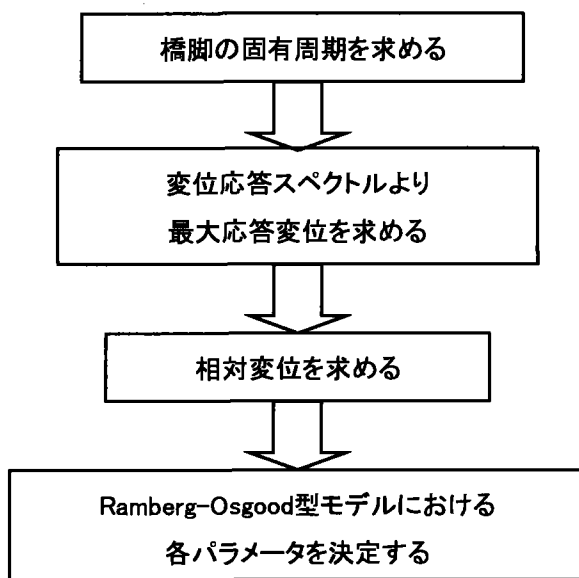 橋脚の固有周期を求める
変位応答スペクトルより
最大応答変位を求める
相対変位を求める
Ramberg-Osgood型モデルにおける
各パラメータを決定する